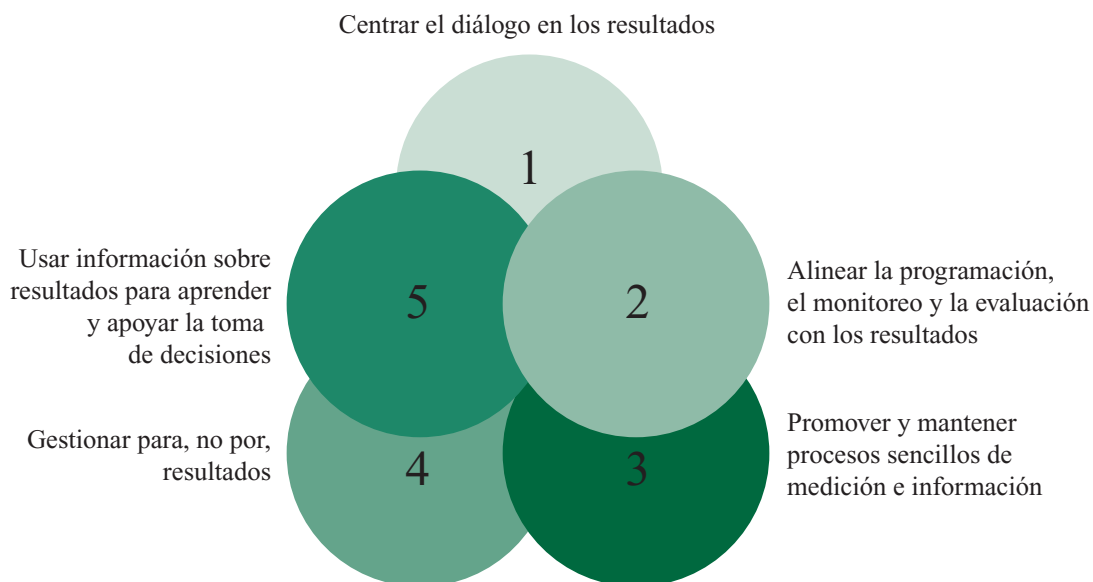 Centrar el diálogo en los resultados
1
Usar información sobre
resultados para aprender
y apoyar la toma
de decisiones
5
2
Alinear la programación,
el monitoreo y la evaluación
con los resultados
Gestionar para, no por,
resultados
4
3
Promover y mantener
procesos sencillos de
medición e información